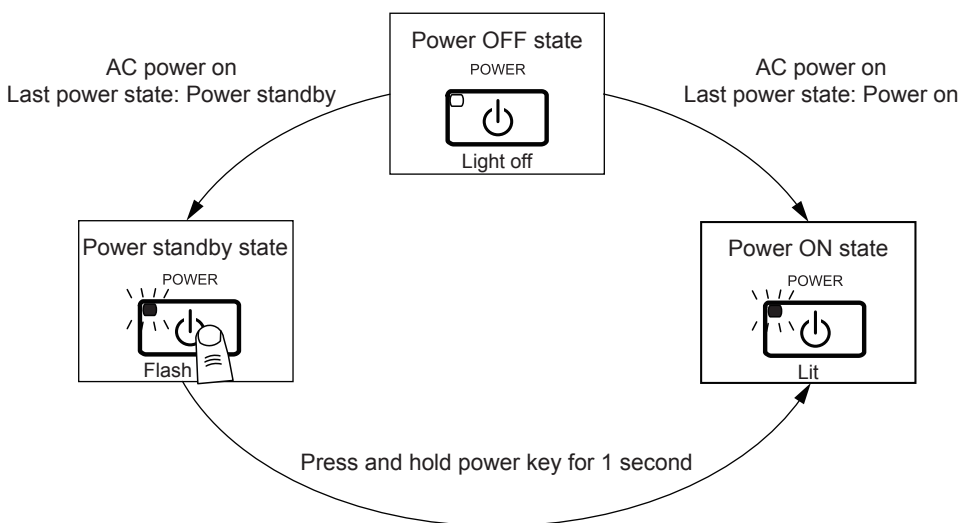 Power OFF state
POWER
Light off
AC power on
Last power state: Power standby
AC power on
Last power state: Power on
Power standby state
POWER
Flash
Power ON state
POWER
Lit
Press and hold power key for 1 second